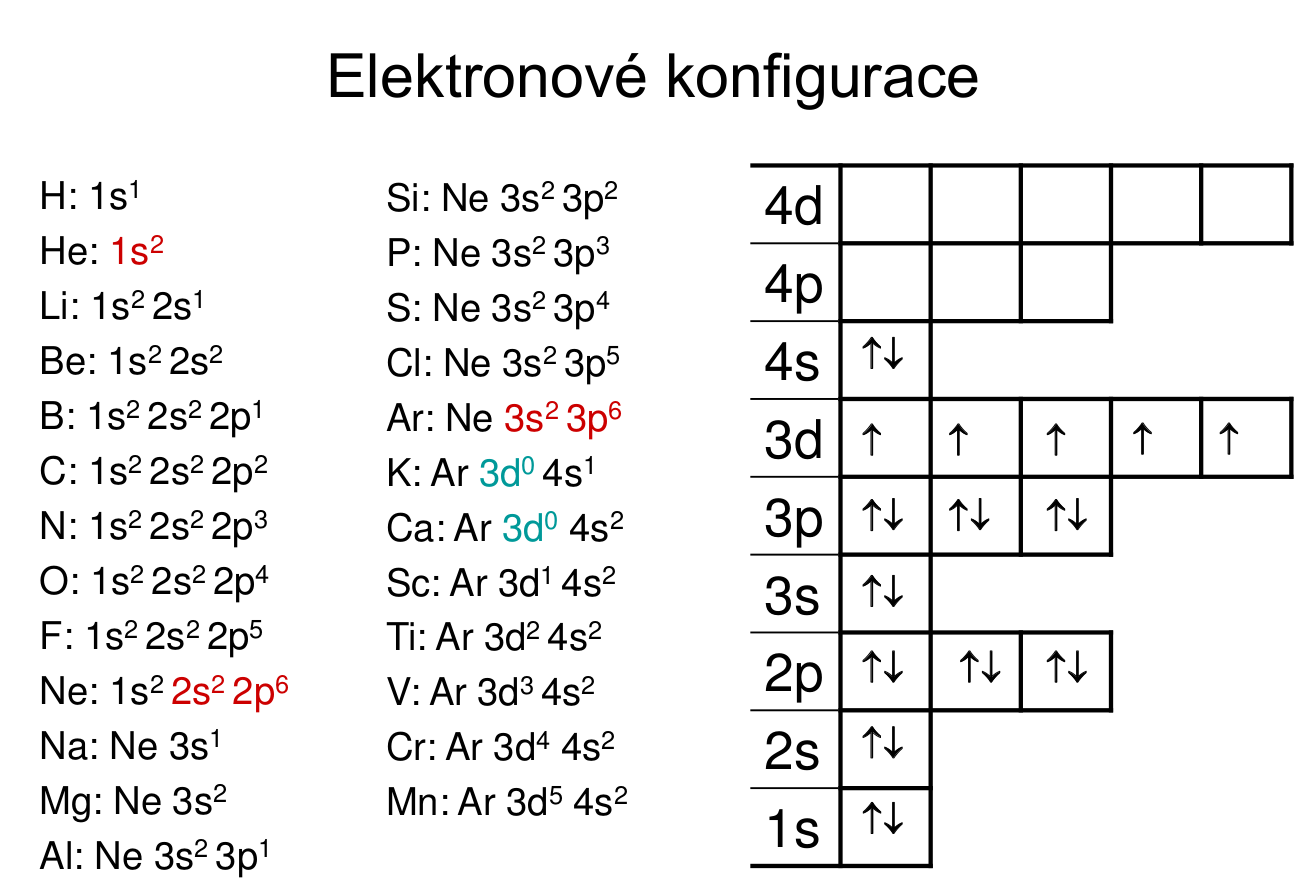 Elektronové konfigurace
H: 1s¹
He: 1s²
Li: 1s² 2s¹
Be: 1s² 2s²
B: 1s² 2s² 2p¹
C: 1s² 2s² 2p²
N: 1s² 2s² 2p³
O: 1s² 2s² 2p⁴
F: 1s² 2s² 2p⁵
Ne: 1s² 2s² 2p⁶
Na: Ne 3s¹
Mg: Ne 3s²
Al: Ne 3s² 3p¹
Si: Ne 3s² 3p²
P: Ne 3s² 3p³
S: Ne 3s² 3p⁴
Cl: Ne 3s² 3p⁵
Ar: Ne 3s² 3p⁶
K: Ar 3d⁰ 4s¹
Ca: Ar 3d⁰ 4s²
Sc: Ar 3d¹ 4s²
Ti: Ar 3d² 4s²
V: Ar 3d³ 4s²
Cr: Ar 3d⁴ 4s²
Mn: Ar 3d⁵ 4s²
4d
4p
4s ↑↓
3d ↑ ↑ ↑ ↑ ↑
3p ↑↓ ↑↓ ↑↓
3s ↑↓
2p ↑↓ ↑↓ ↑↓
2s ↑↓
1s ↑↓